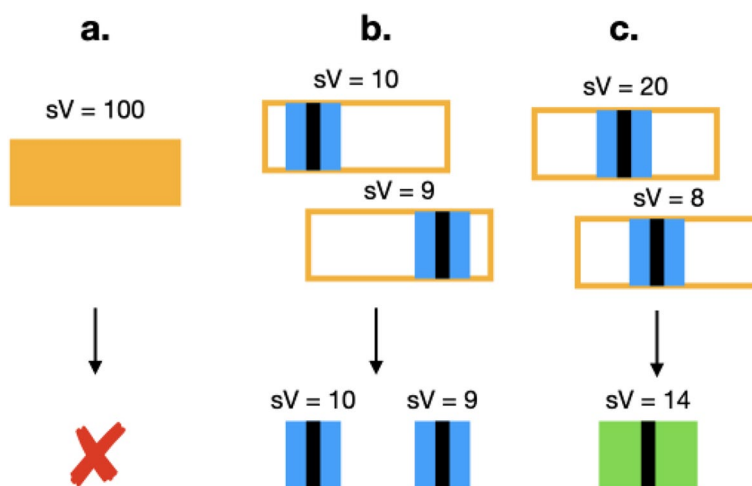 a.
b.
c.
sV = 100
sV = 10
sV = 9
sV = 20
sV = 8
sV = 10
sV = 9
sV = 14